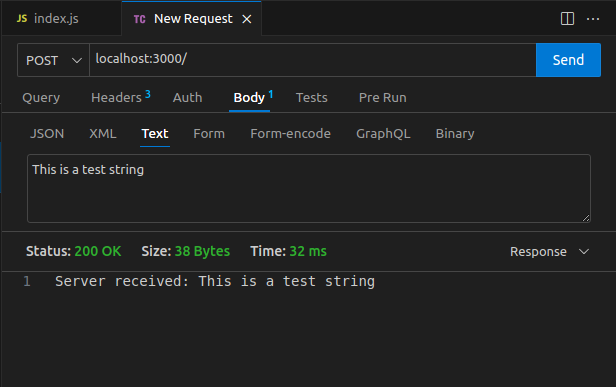 JS index.js TC New Request ×
POST localhost:3000/ Send
Query Headers 3 Auth Body 1 Tests Pre Run
JSON XML Text Form Form-encode GraphQL Binary
This is a test string
Status: 200 OK Size: 38 Bytes Time: 32 ms Response
1 Server received: This is a test string